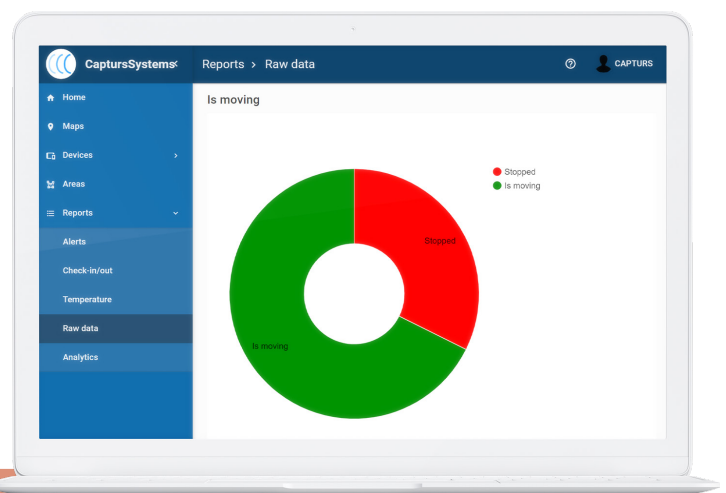 CaptursSystems
Reports > Raw data
CAPTURS
Home
Maps
Devices
Areas
Reports
Alerts
Check-in/out
Temperature
Raw data
Analytics
Is moving
Stopped
Is moving
Stopped
Is moving